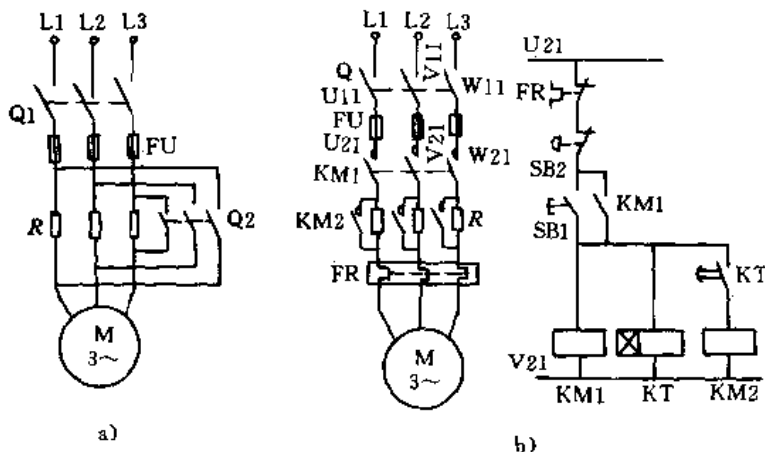 L1 L2 L3
Q1
FU
R
Q2
M
3~
a)
L1 L2 L3
Q
V11
U11
W11
FU
U21
V21
W21
KM1
KM2
R
FR
M
3~
U21
FR
SB2
KM1
SB1
KT
V21
KM1 KT KM2
b)